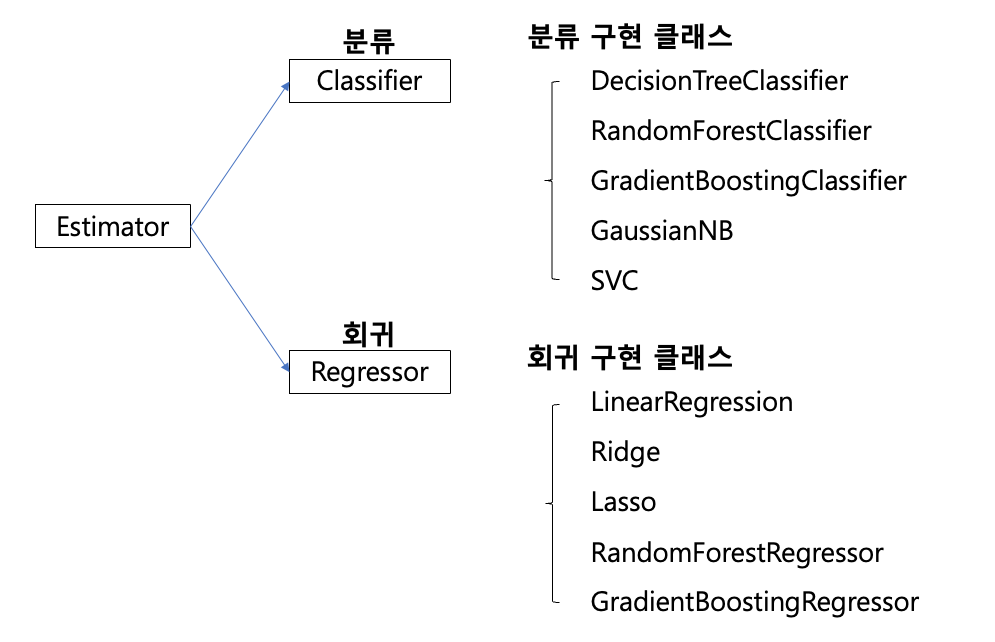 분류
Classifier
Estimator
회귀
Regressor
분류 구현 클래스
DecisionTreeClassifier
RandomForestClassifier
GradientBoostingClassifier
GaussianNB
SVC
회귀 구현 클래스
LinearRegression
Ridge
Lasso
RandomForestRegressor
GradientBoostingRegressor